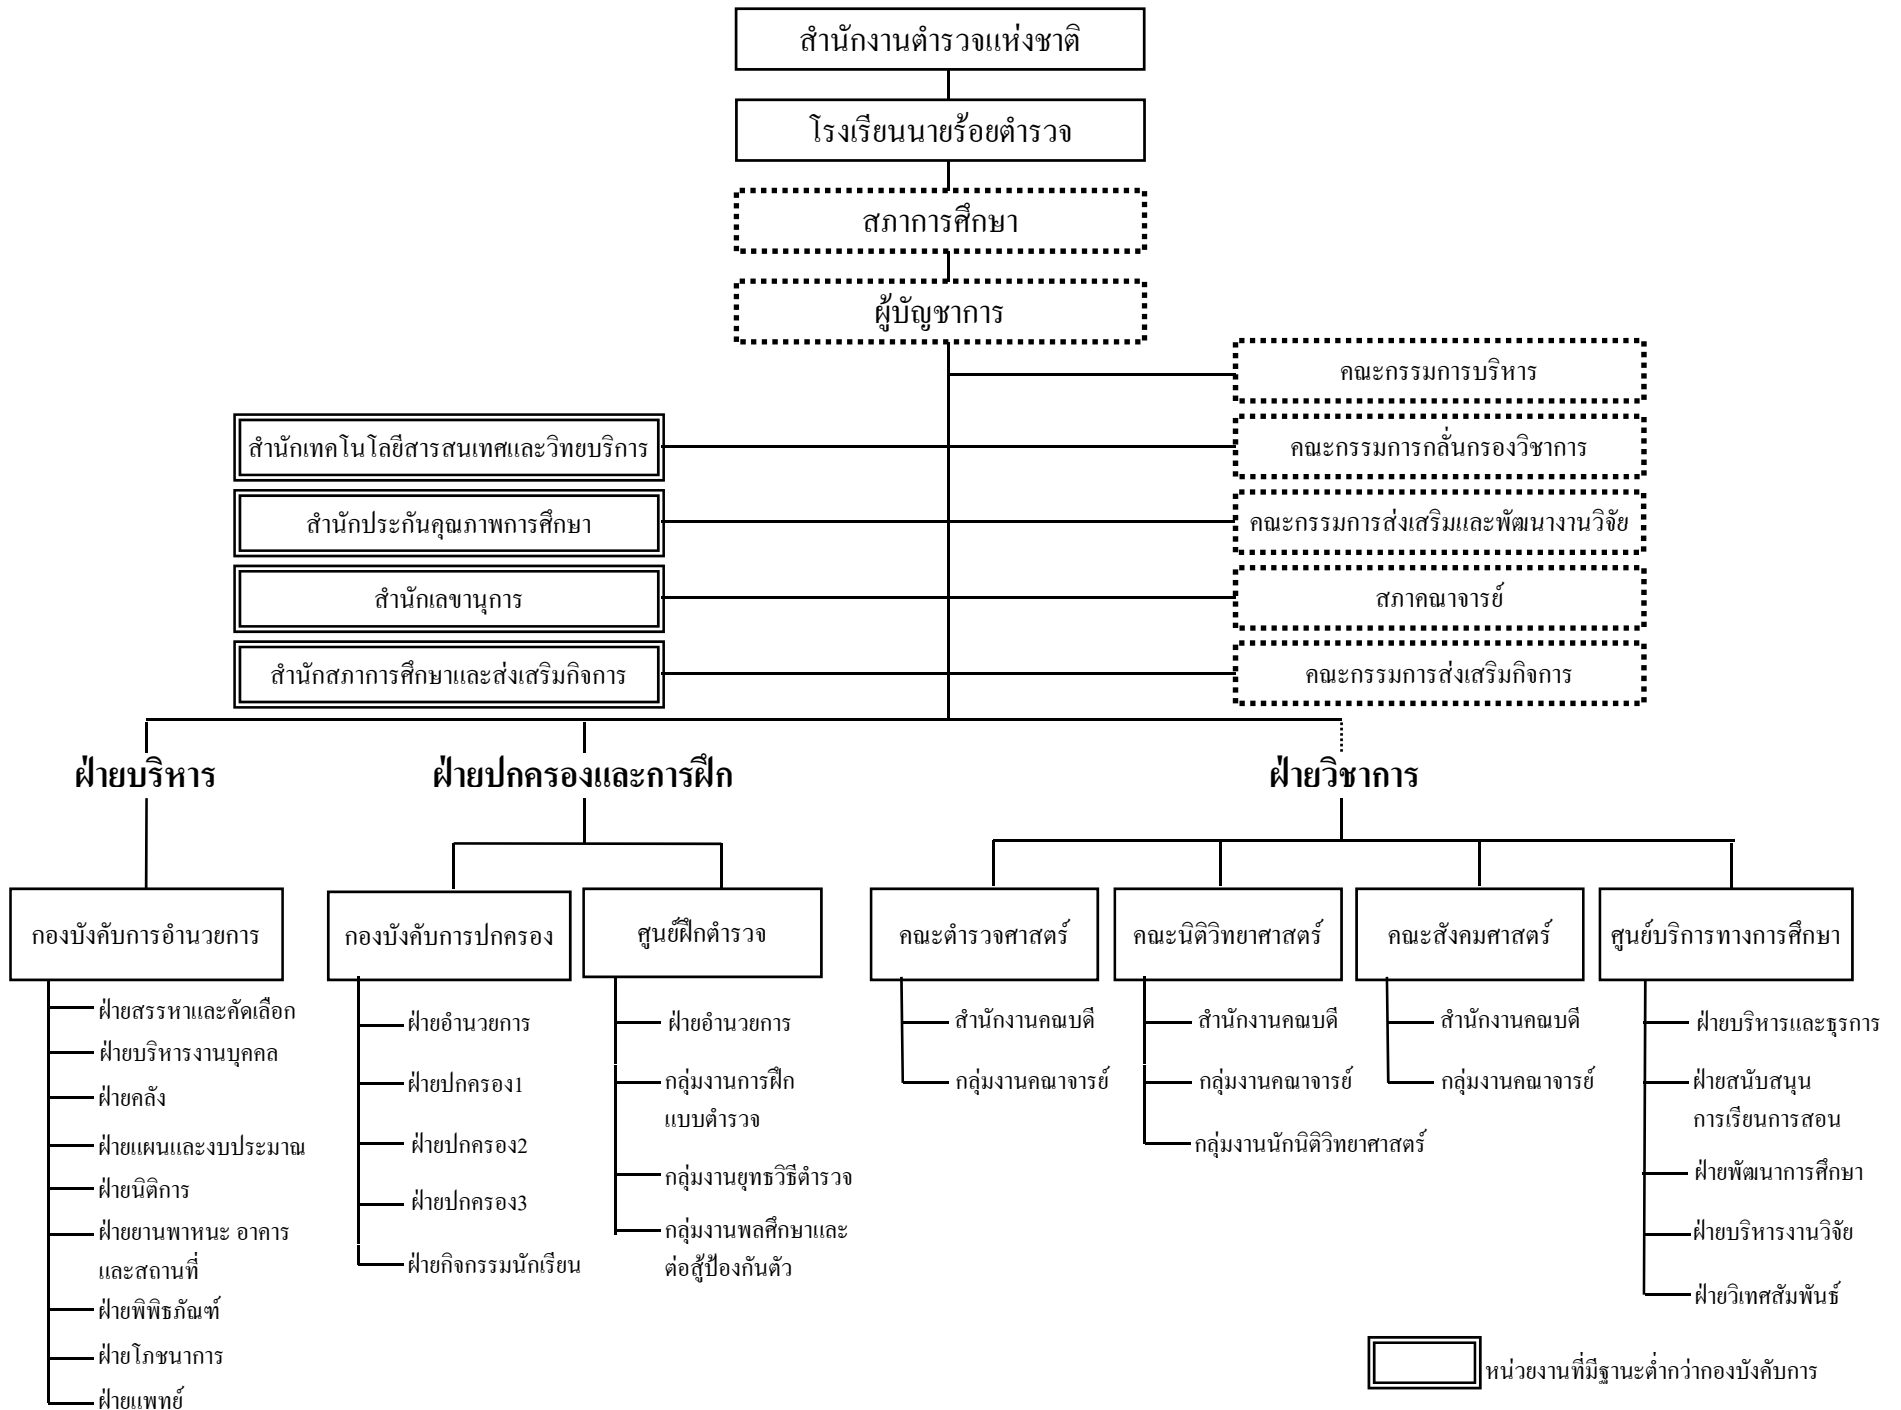 สำนักงานตำรวจแห่งชาติ
โรงเรียนนายร้อยตำรวจ
สภาการศึกษา
ผู้บัญชาการ
คณะกรรมการบริหาร
สำนักเทคโนโลยีสารสนเทศและวิทยบริการ
คณะกรรมการกลั่นกรองวิชาการ
สำนักประกันคุณภาพการศึกษา
คณะกรรมการส่งเสริมและพัฒนางานวิจัย
สำนักเลขานุการ
สภาคณาจารย์
สำนักสภาการศึกษาและส่งเสริมกิจการ
คณะกรรมการส่งเสริมกิจการ
ฝ่ายบริหาร
ฝ่ายปกครองและการฝึก
ฝ่ายวิชาการ
กองบังคับการอำนวยการ
ฝ่ายสรรหาและคัดเลือก
ฝ่ายบริหารงานบุคคล
ฝ่ายคลัง
ฝ่ายแผนและงบประมาณ
ฝ่ายนิติการ
ฝ่ายยานพาหนะ อาคาร
และสถานที่
ฝ่ายพิพิธภัณฑ์
ฝ่ายโภชนาการ
ฝ่ายแพทย์
กองบังคับการปกครอง
ฝ่ายอำนวยการ
ฝ่ายปกครอง1
ฝ่ายปกครอง2
ฝ่ายปกครอง3
ฝ่ายกิจกรรมนักเรียน
ศูนย์ฝึกตำรวจ
ฝ่ายอำนวยการ
กลุ่มงานการฝึก
แบบตำรวจ
กลุ่มงานยุทธวิธีตำรวจ
กลุ่มงานพลศึกษาและ
ต่อสู้ป้องกันตัว
คณะตำรวจศาสตร์
สำนักงานคณบดี
กลุ่มงานคณาจารย์
คณะนิติวิทยาศาสตร์
สำนักงานคณบดี
กลุ่มงานคณาจารย์
กลุ่มงานนักนิติวิทยาศาสตร์
คณะสังคมศาสตร์
สำนักงานคณบดี
กลุ่มงานคณาจารย์
ศูนย์บริการทางการศึกษา
ฝ่ายบริหารและธุรการ
ฝ่ายสนับสนุน
การเรียนการสอน
ฝ่ายพัฒนาการศึกษา
ฝ่ายบริหารงานวิจัย
ฝ่ายวิเทศสัมพันธ์
หน่วยงานที่มีฐานะต่ำกว่ากองบังคับการ